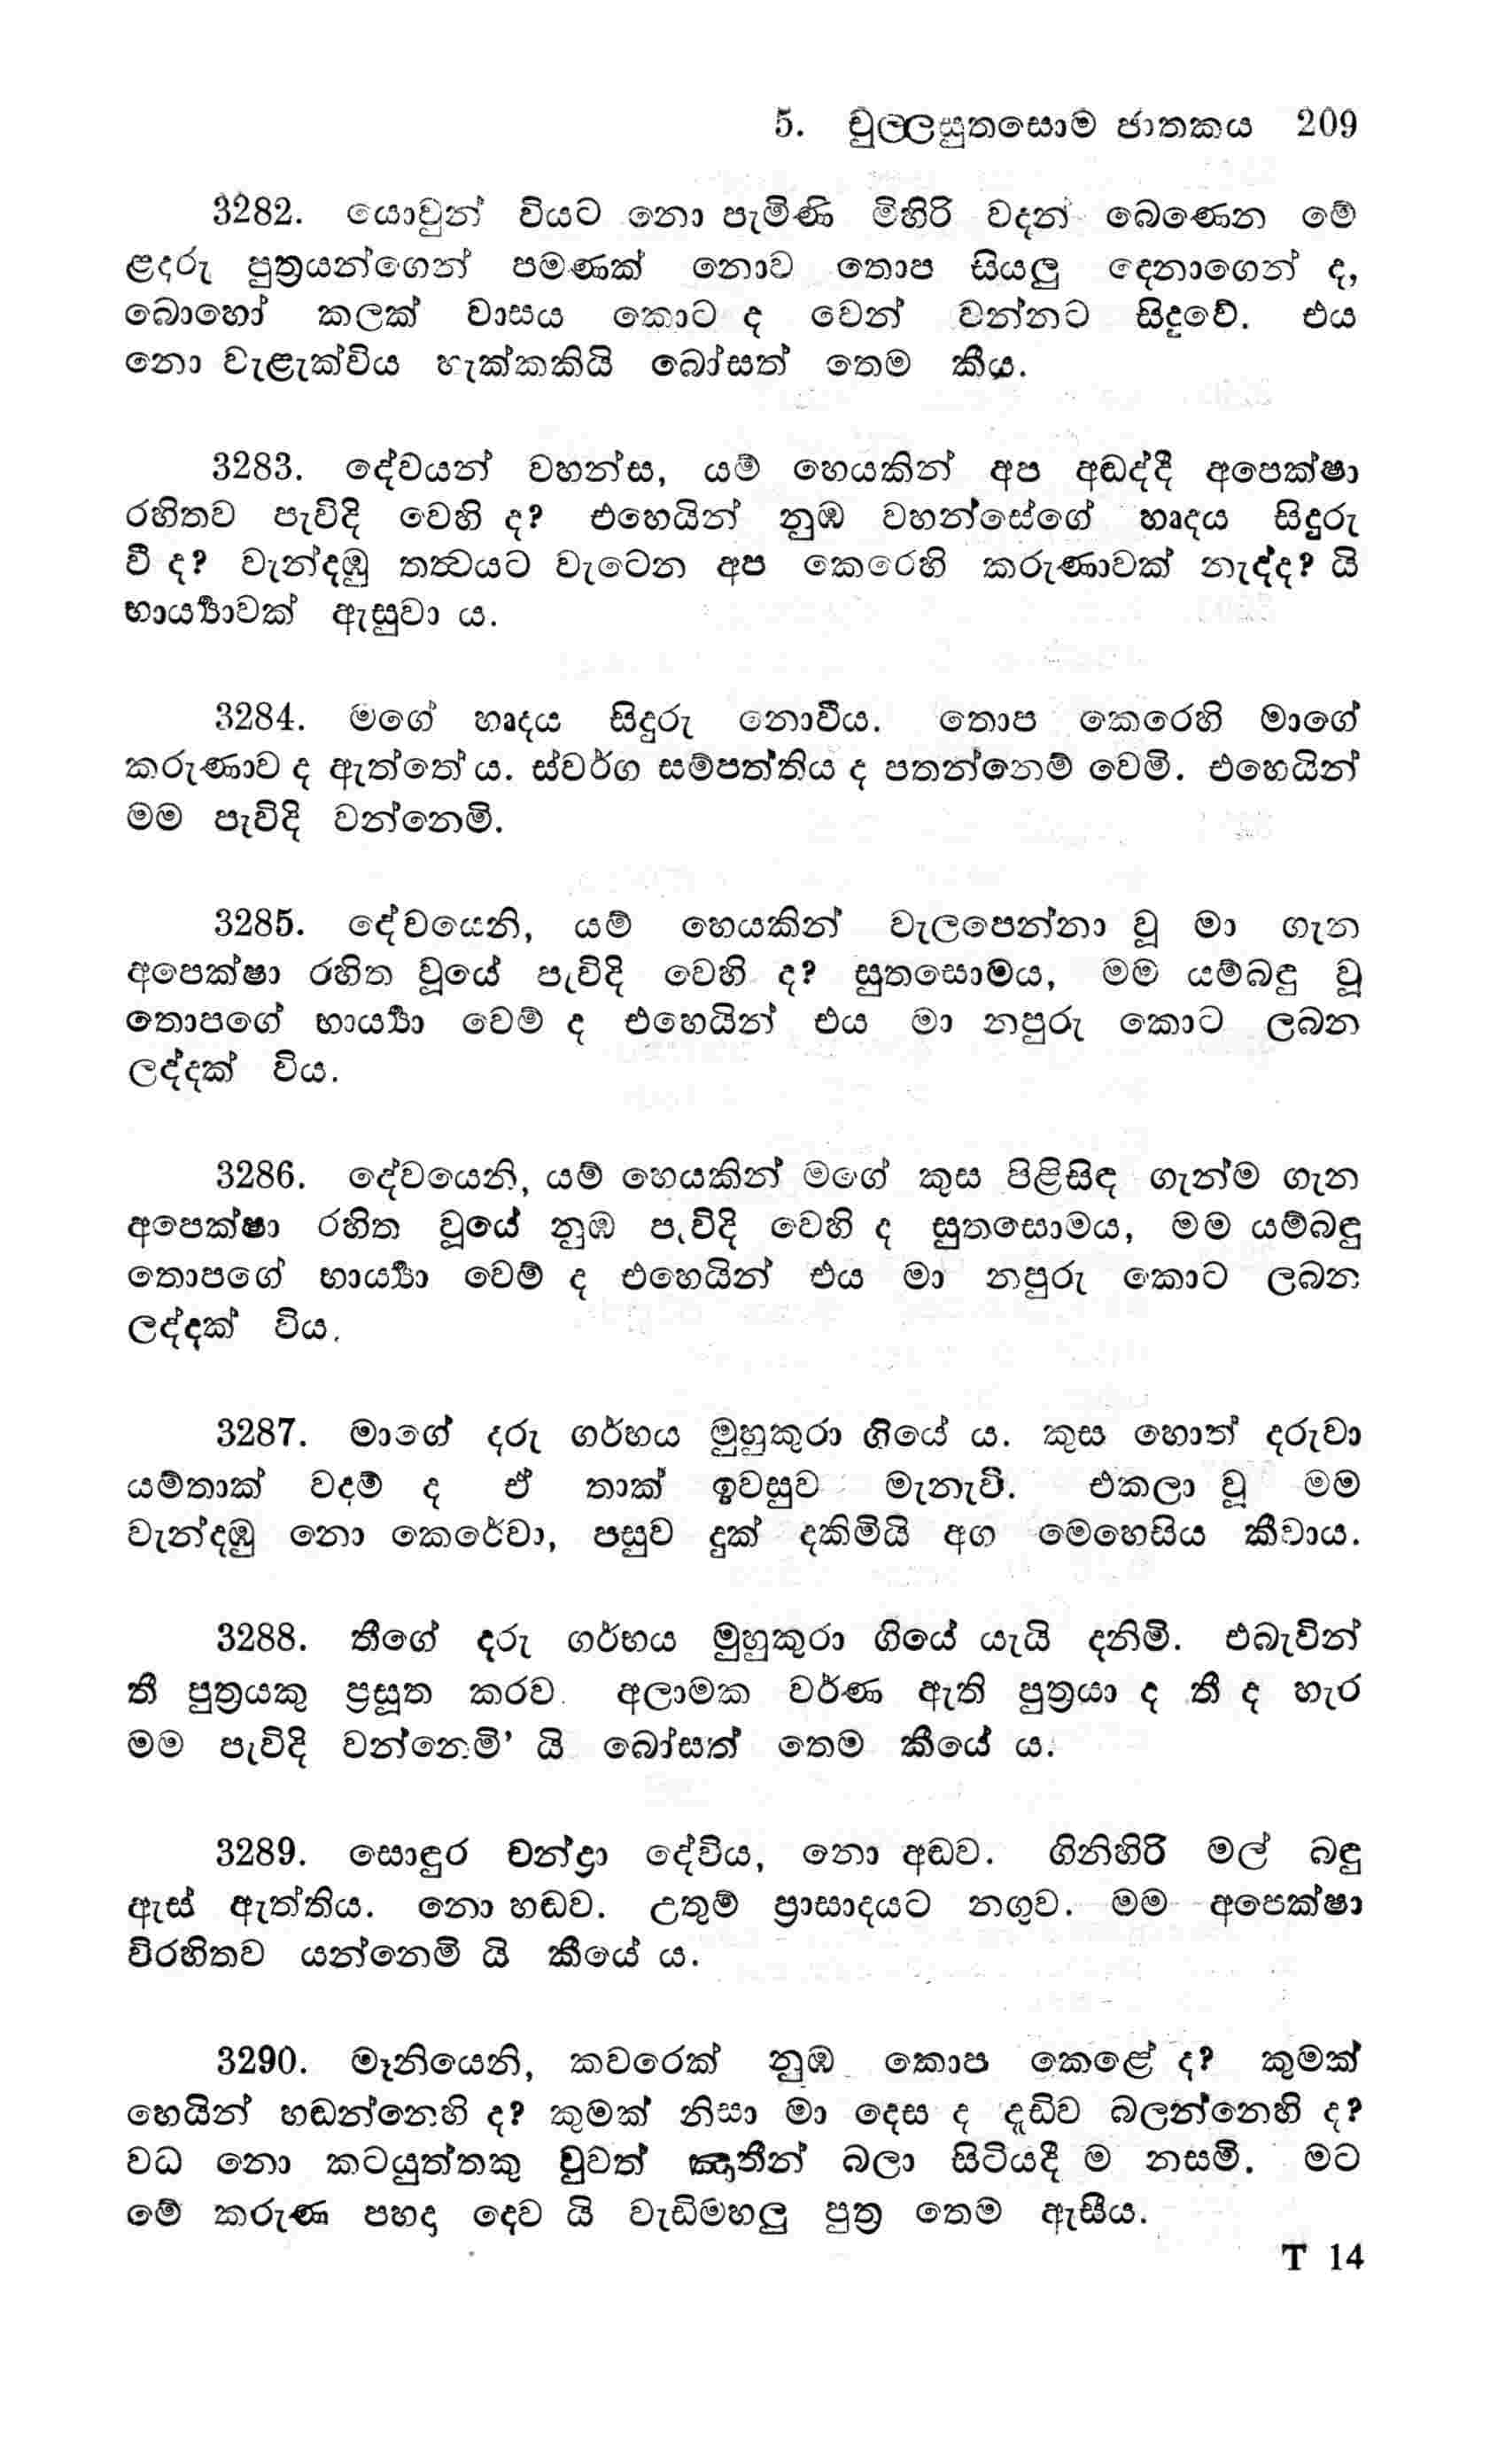 5. චුල්ලසුතසොම ජාතකය 209
3282. යොවුන් වියට නො පැමිණි මිහිරි වදන් බෙණෙන මේ
ළදරු පුත්‍රයන්ගෙන් පමණක් නොව තොප සියලු දෙනාගෙන් ද,
බොහෝ කලක් වාසය කොට ද වෙන් වන්නට සිදුවේ. එය
නො වැළැක්විය හැක්කකියි බෝසත් තෙම කීය.
3283. දේවයන් වහන්ස, යම් හෙයකින් අප අඬද්දී අපෙක්ෂා
රහිතව පැවිදි වෙහි ද? එහෙයින් නුඹ වහන්සේගේ හෘදය සිදුරු
වී ද? වැන්දඹු තත්‍වයට වැටෙන අප කෙරෙහි කරුණාවක් නැද්ද? යි
භාර්‍ය්‍යාවක් ඇසුවා ය.
3284. මගේ හෘදය සිදුරු නොවීය. තොප කෙරෙහි මාගේ
කරුණාව ද ඇත්තේ ය. ස්වර්ග සම්පත්තිය ද පතන්නෙම් වෙමි. එහෙයින්
මම පැවිදි වන්නෙමි.
3285. දේවයෙනි, යම් හෙයකින් වැලපෙන්නා වූ මා ගැන
අපෙක්ෂා රහිත වූයේ පැවිදි වෙහි ද? සුතසොමය, මම යම්බඳු වූ
තොපගේ භාර්‍ය්‍යා වෙම් ද එහෙයින් එය මා නපුරු කොට ලබන
ලද්දක් විය.
3286. දේවයෙනි, යම් හෙයකින් මගේ කුස පිළිසිඳ ගැන්ම ගැන
අපෙක්ෂා රහිත වූයේ නුඹ පැවිදි වෙහි ද සුතසොමය, මම යම්බඳු
තොපගේ භාර්‍ය්‍යා වෙම් ද එහෙයින් එය මා නපුරු කොට ලබන
ලද්දක් විය.
3287. මාගේ දරු ගර්භය මුහුකුරා ගියේ ය. කුස හොත් දරුවා
යම්තාක් වදම් ද ඒ තාක් ඉවසුව මැනැවි. එකලා වූ මම
වැන්දඹු නො කෙරේවා, පසුව දුක් දකිමියි අග මෙහෙසිය කීවාය.
3288. තීගේ දරු ගර්භය මුහුකුරා ගියේ යැයි දනිමි. එබැවින්
තී පුත්‍රයකු ප්‍රසූත කරව. අලාමක වර්ණ ඇති පුත්‍රයා ද තී ද හැර
මම පැවිදි වන්නෙමි' යි බෝසත් තෙම කීයේ ය.
3289. සොඳුර චන්ද්‍රා දේවිය, නො අඬව. ගිනිහිරි මල් බඳු
ඇස් ඇත්තිය. නො හඬව. උතුම් ප්‍රාසාදයට නගුව. මම අපෙක්ෂා
විරහිතව යන්නෙමි යි කීයේ ය.
3290. මෑනියෙනි, කවරෙක් නුඹ කොප කෙළේ ද? කුමක්
හෙයින් හඬන්නෙහි ද? කුමක් නිසා මා දෙස ද දැඩිව බලන්නෙහි ද?
වධ නො කටයුත්තකු වුවත් ඤාතීන් බලා සිටියදී ම නසමි. මට
මේ කරුණ පහදා දෙව යි වැඩිමහලු පුත්‍ර තෙම ඇසීය.
T 14